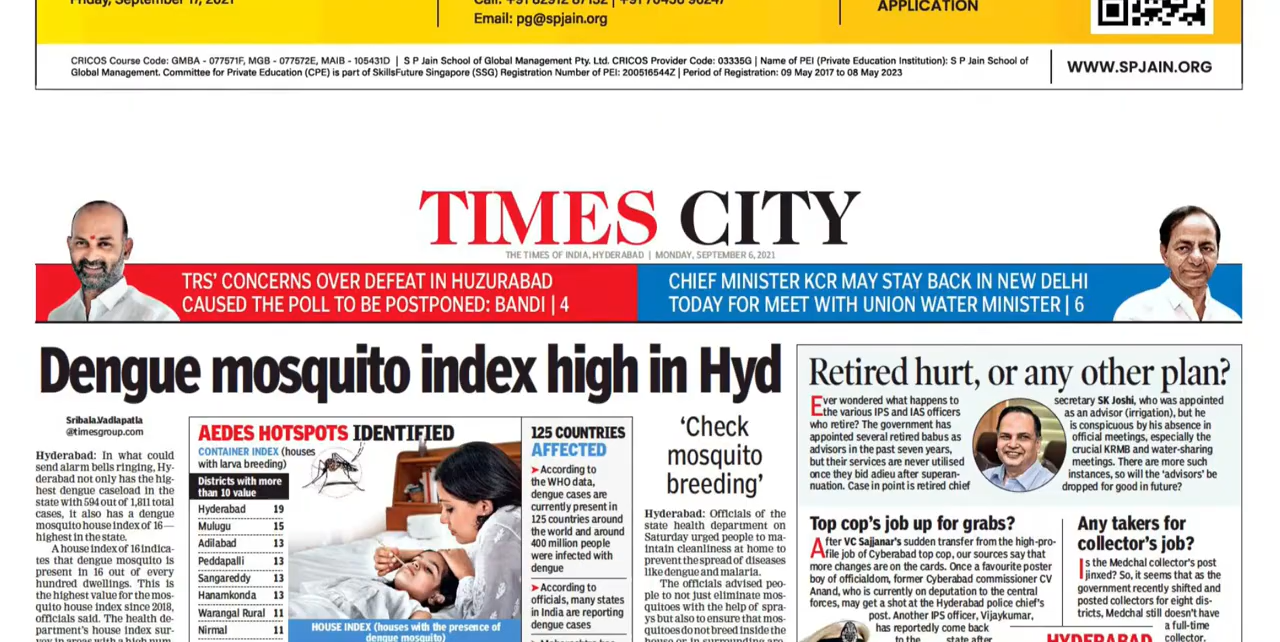 Friday, September 17, 2021
Email: pg@spjain.org
APPLICATION
CRICOS Course Code: GMBA - 077571F, MGB - 077572E, MAIB - 105431D | S P Jain School of Global Management Pty. Ltd. CRICOS Provider Code: 03335G | Name of PEI (Private Education Institution): S P Jain School of
Global Management. Committee for Private Education (CPE) is part of SkillsFuture Singapore (SSG) Registration Number of PEI: 200516544Z | Period of Registration: 09 May 2017 to 08 May 2023
WWW.SPJAIN.ORG
TIMES CITY
THE TIMES OF INDIA, HYDERABAD | MONDAY, SEPTEMBER 6, 2021
TRS' CONCERNS OVER DEFEAT IN HUZURABAD
CAUSED THE POLL TO BE POSTPONED: BANDI | 4
CHIEF MINISTER KCR MAY STAY BACK IN NEW DELHI
TODAY FOR MEET WITH UNION WATER MINISTER | 6
Dengue mosquito index high in Hyd
Sribala.Vadlapatla
@timesgroup.com
Hyderabad: In what could
send alarm bells ringing, Hy-
derabad not only has the hig-
hest dengue caseload in the
state with 594 out of 1,811 total
cases, it also has a dengue
mosquito house index of 16—
highest in the state.
A house index of 16 indica-
tes that dengue mosquito is
present in 16 out of every
hundred dwellings. This is
the highest value for the mos-
quito house index since 2018,
officials said. The health de-
partment's house index sur-
vey in areas with a high num-
AEDES HOTSPOTS IDENTIFIED
CONTAINER INDEX (houses
with larva breeding)
Districts with more
than 10 value
Hyderabad 19
Mulugu 15
Adilabad 13
Peddapalli 13
Sangareddy 13
Hanamkonda 13
Warangal Rural 11
Nirmal 11
HOUSE INDEX (houses with the presence of
dengue mosquito)
125 COUNTRIES
AFFECTED
➤According to
the WHO data,
dengue cases are
currently present in
125 countries around
the world and around
400 million people
were infected with
dengue
➤According to
officials, many states
in India are reporting
dengue cases
'Check
mosquito
breeding'
Hyderabad: Officials of the
state health department on
Saturday urged people to ma-
intain cleanliness at home to
prevent the spread of diseases
like dengue and malaria.
The officials advised peo-
ple to not just eliminate mos-
quitoes with the help of spra-
ys but also to ensure that mos-
quitoes do not breed inside the
house or in surrounding are-
Retired hurt, or any other plan?
Ever wondered what happens to
the various IPS and IAS officers
who retire? The government has
appointed several retired babus as
advisors in the past seven years,
but their services are never utilised
once they bid adieu after superan-
nuation. Case in point is retired chief
secretary SK Joshi, who was appointed
as an advisor (irrigation), but he
is conspicuous by his absence in
official meetings, especially the
crucial KRMB and water-sharing
meetings. There are more such
instances, so will the 'advisors' be
dropped for good in future?
Top cop's job up for grabs?
After VC Sajjanar's sudden transfer from the high-pro-
file job of Cyberabad top cop, our sources say that
more changes are on the cards. Once a favourite poster
boy of officialdom, former Cyberabad commissioner CV
Anand, who is currently on deputation to the central
forces, may get a shot at the Hyderabad police chief's
post. Another IPS officer, Vijaykumar,
has reportedly come back
to the state after
Any takers for
collector's job?
Is the Medchal collector's post
jinxed? So, it seems that as the
government recently shifted and
posted collectors for eight dis-
tricts, Medchal still doesn't have
a full-time
collector.
HYDERABAD